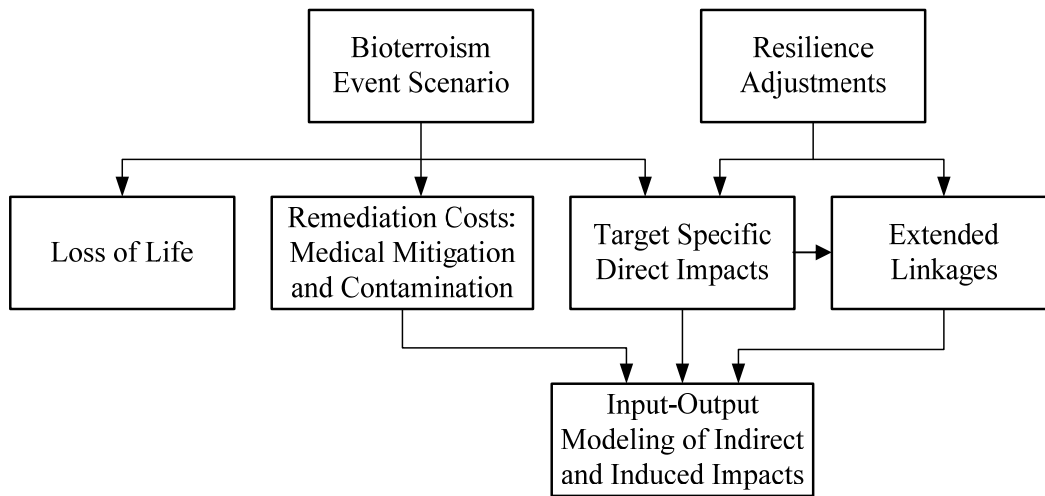 Bioterroism
Event Scenario
Resilience
Adjustments
Loss of Life
Remediation Costs:
Medical Mitigation
and Contamination
Target Specific
Direct Impacts
Extended
Linkages
Input-Output
Modeling of Indirect
and Induced Impacts